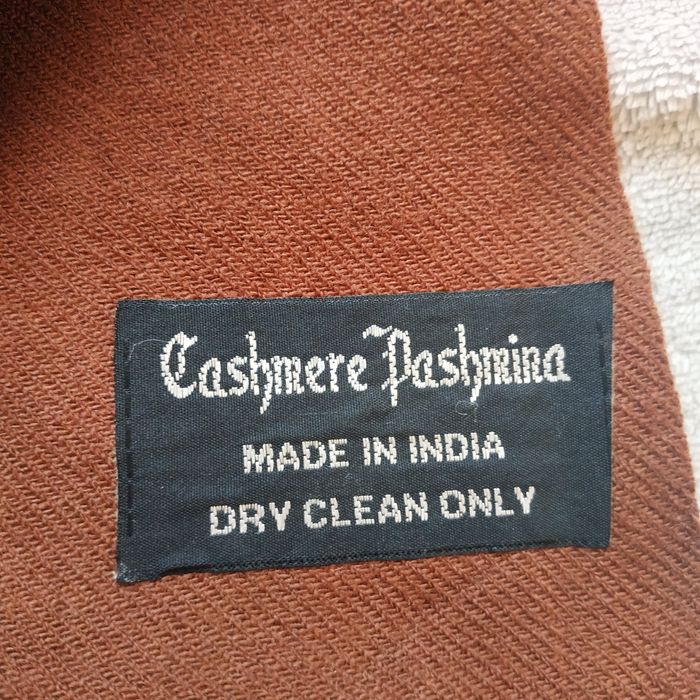 Cashmere Pashmina
MADE IN INDIA
DRY CLEAN ONLY